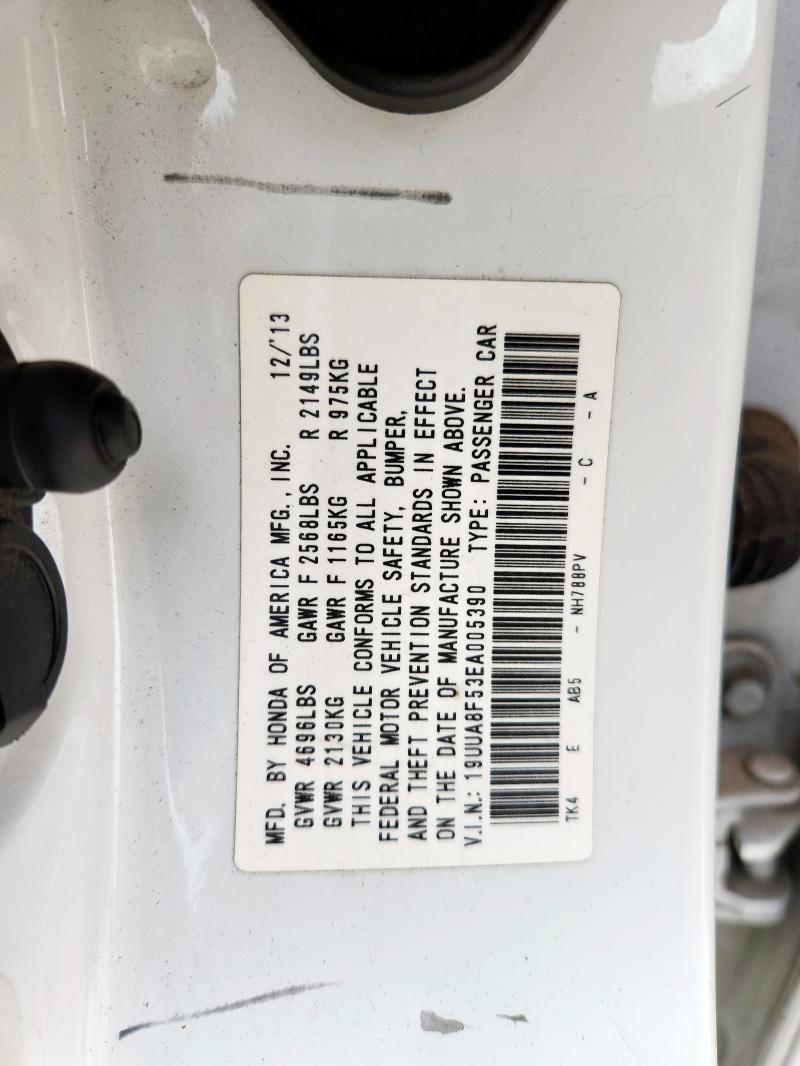 MFD. BY HONDA OF AMERICA MFG., INC. 12/'13
GVWR 4696LBS GAWR F 2568LBS R 2149LBS
GVWR 2130KG GAWR F 1165KG R 975KG
THIS VEHICLE CONFORMS TO ALL APPLICABLE
FEDERAL MOTOR VEHICLE SAFETY, BUMPER,
AND THEFT PREVENTION STANDARDS IN EFFECT
ON THE DATE OF MANUFACTURE SHOWN ABOVE.
V.I.N.: 19UUA8F53EA005390 TYPE: PASSENGER CAR
TK4 E AB5 - NH788PV - C - A